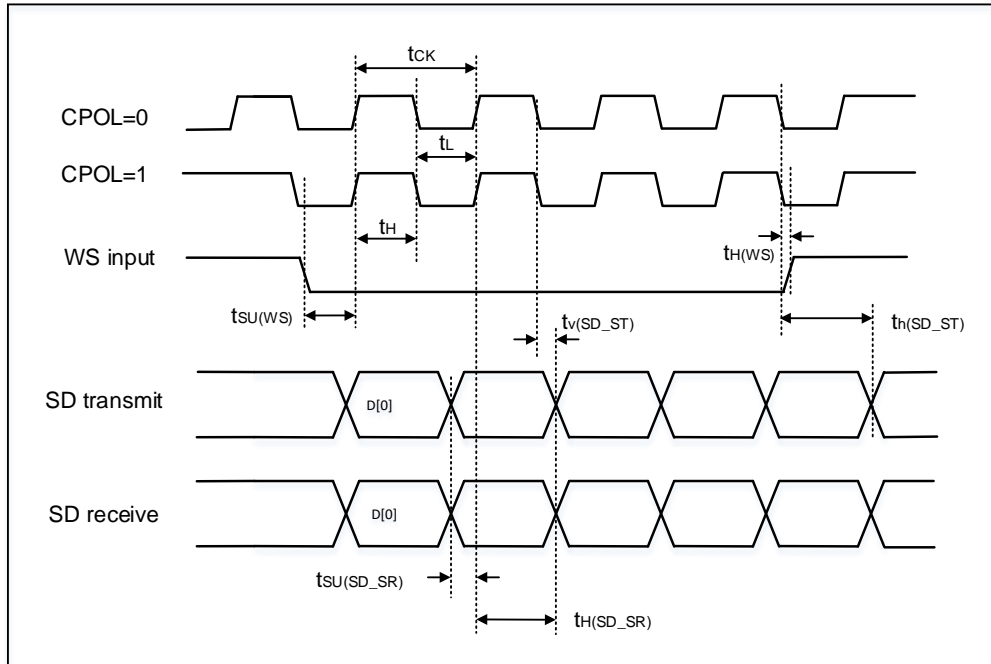 tCK
CPOL=0
tL
CPOL=1
tH
tH(WS)
WS input
tSU(WS)
tv(SD_ST)
th(SD_ST)
SD transmit
D[0]
SD receive
D[0]
tSU(SD_SR)
tH(SD_SR)